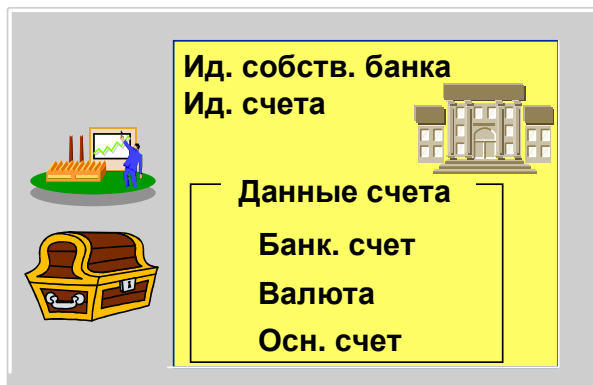 Ид. собств. банка
Ид. счета
Данные счета
Банк. счет
Валюта
Осн. счет